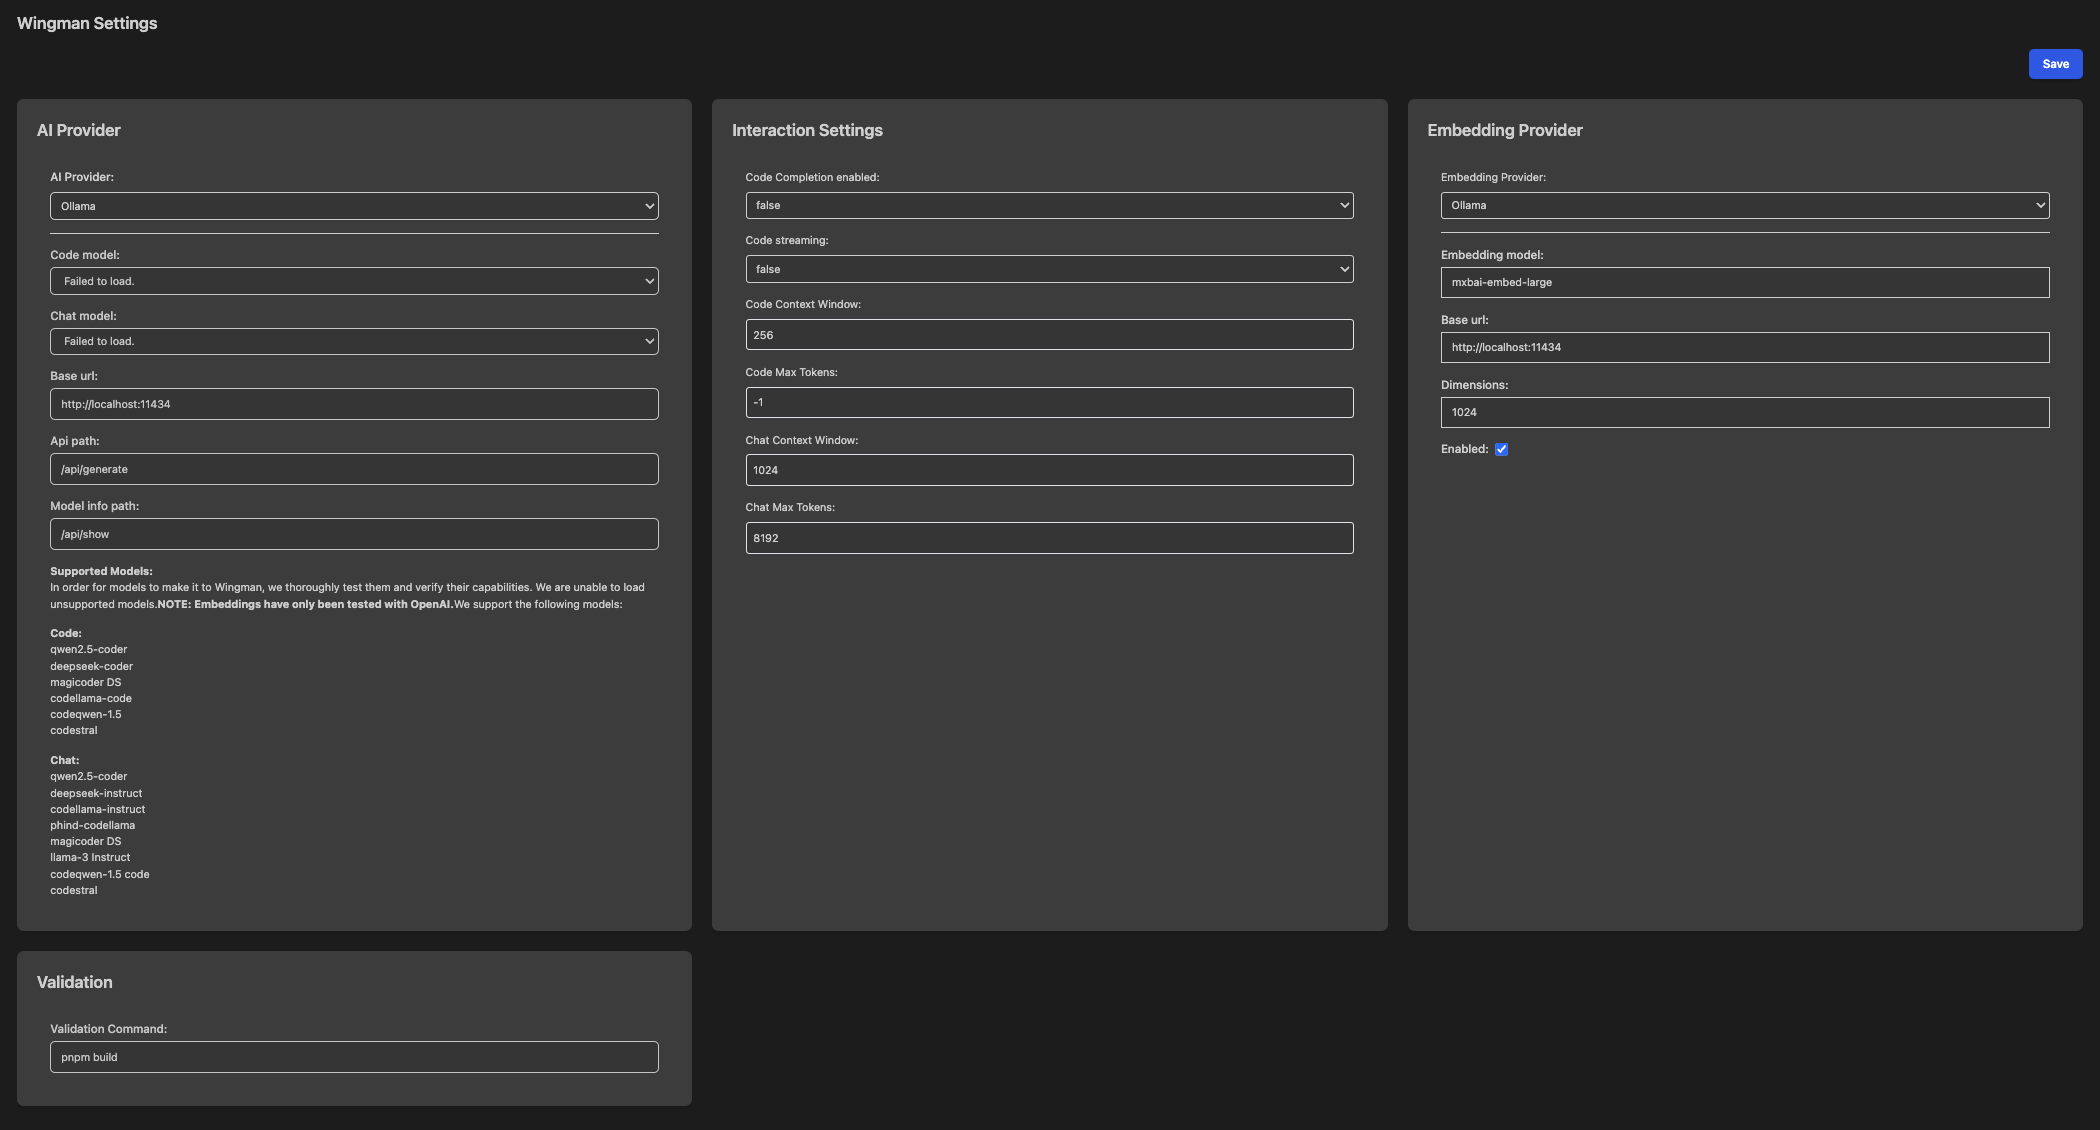 Wingman Settings
Save
AI Provider
AI Provider:
Ollama
Code model:
Failed to load.
Chat model:
Failed to load.
Base url:
http://localhost:11434
Api path:
/api/generate
Model info path:
/api/show
Supported Models:
In order for models to make it to Wingman, we thoroughly test them and verify their capabilities. We are unable to load
unsupported models.NOTE: Embeddings have only been tested with OpenAI.We support the following models:
Code:
qwen2.5-coder
deepseek-coder
magicoder DS
codellama-code
codeqwen-1.5
codestral
Chat:
qwen2.5-coder
deepseek-instruct
codellama-instruct
phind-codellama
magicoder DS
llama-3 Instruct
codeqwen-1.5 code
codestral
Interaction Settings
Code Completion enabled:
false
Code streaming:
false
Code Context Window:
256
Code Max Tokens:
-1
Chat Context Window:
1024
Chat Max Tokens:
8192
Embedding Provider
Embedding Provider:
Ollama
Embedding model:
mxbai-embed-large
Base url:
http://localhost:11434
Dimensions:
1024
Enabled:
Validation
Validation Command:
pnpm build